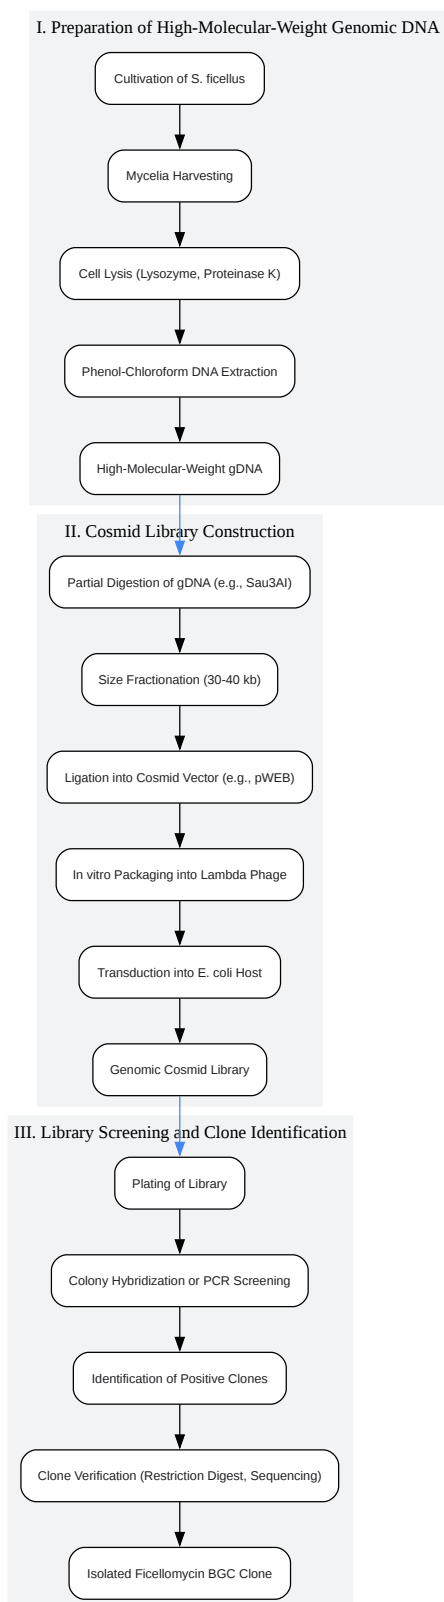 I. Preparation of High-Molecular-Weight Genomic DNA
Cultivation of S. ficellus
Mycelia Harvesting
Cell Lysis (Lysozyme, Proteinase K)
Phenol-Chloroform DNA Extraction
High-Molecular-Weight gDNA
II. Cosmid Library Construction
Partial Digestion of gDNA (e.g., Sau3AI)
Size Fractionation (30-40 kb)
Ligation into Cosmid Vector (e.g., pWEB)
In vitro Packaging into Lambda Phage
Transduction into E. coli Host
Genomic Cosmid Library
III. Library Screening and Clone Identification
Plating of Library
Colony Hybridization or PCR Screening
Identification of Positive Clones
Clone Verification (Restriction Digest, Sequencing)
Isolated Ficellomycin BGC Clone